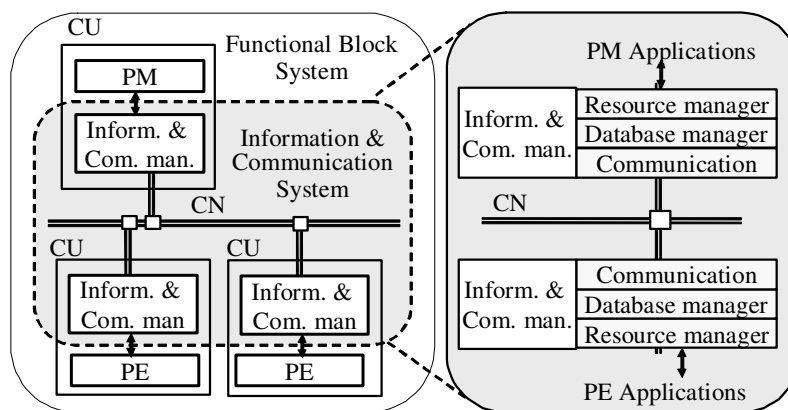 CU
Functional Block
System
PM
Inform. &
Com. man.
Information &
Communication
System
CN
CU
Inform. &
Com. man
PE
CU
Inform. &
Com. man
PE
PM Applications
Inform. &
Com. man.
Resource manager
Database manager
Communication
CN
Inform. &
Com. man.
Communication
Database manager
Resource manager
PE Applications